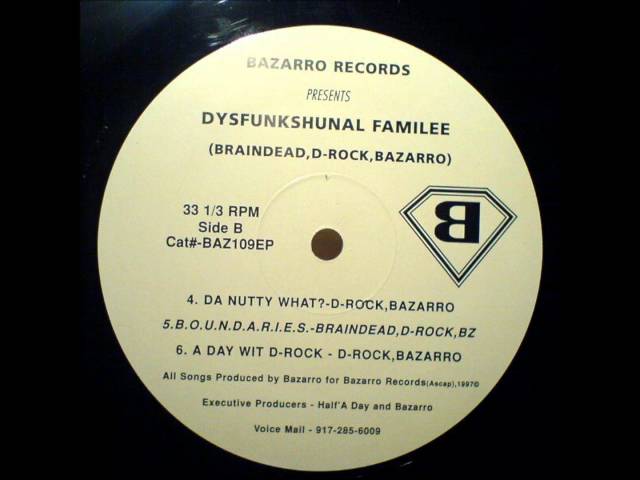 BAZARRO RECORDS
PRESENTS
DYSFUNKSHUNAL FAMILEE
(BRAINDEAD,D-ROCK,BAZARRO)
33 1/3 RPM
Side B
Cat#-BAZ109EP
B
4. DA NUTTY WHAT?-D-ROCK,BAZARRO
5.B.O.U.N.D.A.R.I.E.S.-BRAINDEAD,D-ROCK,BZ
6. A DAY WIT D-ROCK - D-ROCK,BAZARRO
All Songs Produced by Bazarro for Bazarro Records(Ascap),1997©
Executive Producers - Half'A Day and Bazarro
Voice Mail - 917-285-6009